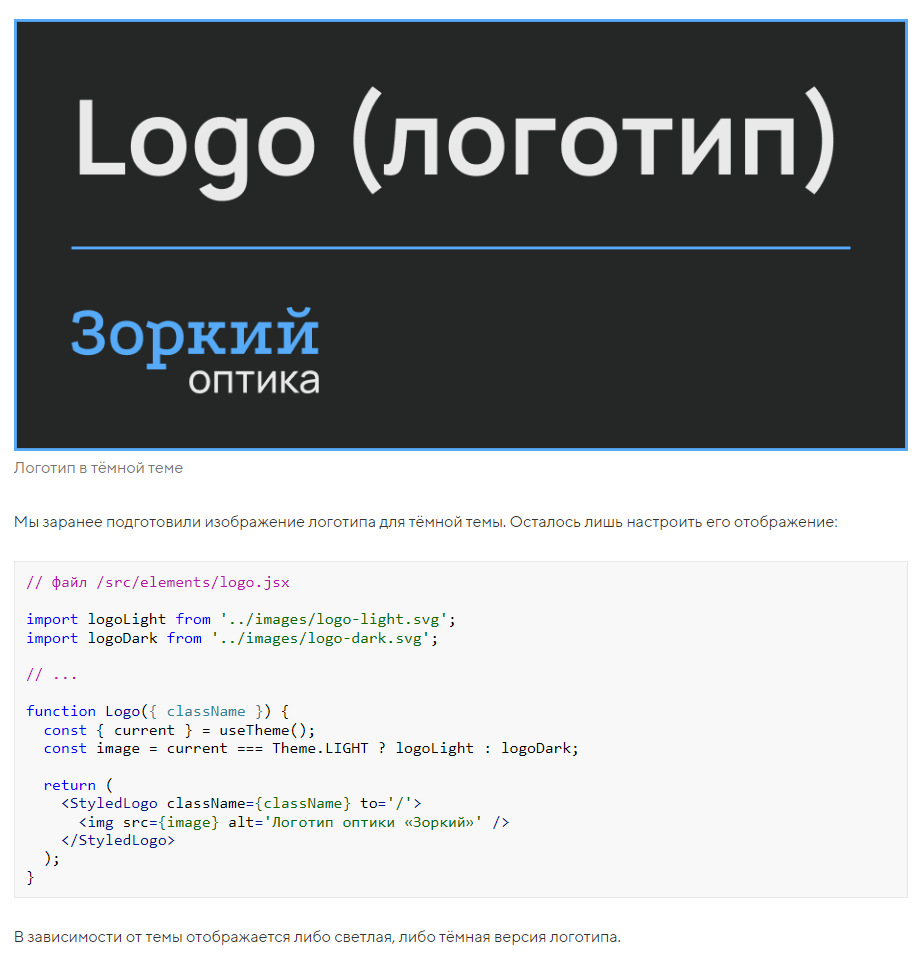 Logo (логотип)
Зоркий
оптика
Логотип в тёмной теме
Мы заранее подготовили изображение логотипа для тёмной темы. Осталось лишь настроить его отображение:
// файл /src/elements/logo.jsx
import logoLight from '../images/logo-light.svg';
import logoDark from '../images/logo-dark.svg';
// ...
function Logo({ className }) {
  const { current } = useTheme();
  const image = current === Theme.LIGHT ? logoLight : logoDark;
  return (
    <StyledLogo className={className} to='/'>
      <img src={image} alt='Логотип оптики «Зоркий»' />
    </StyledLogo>
  );
}
В зависимости от темы отображается либо светлая, либо тёмная версия логотипа.